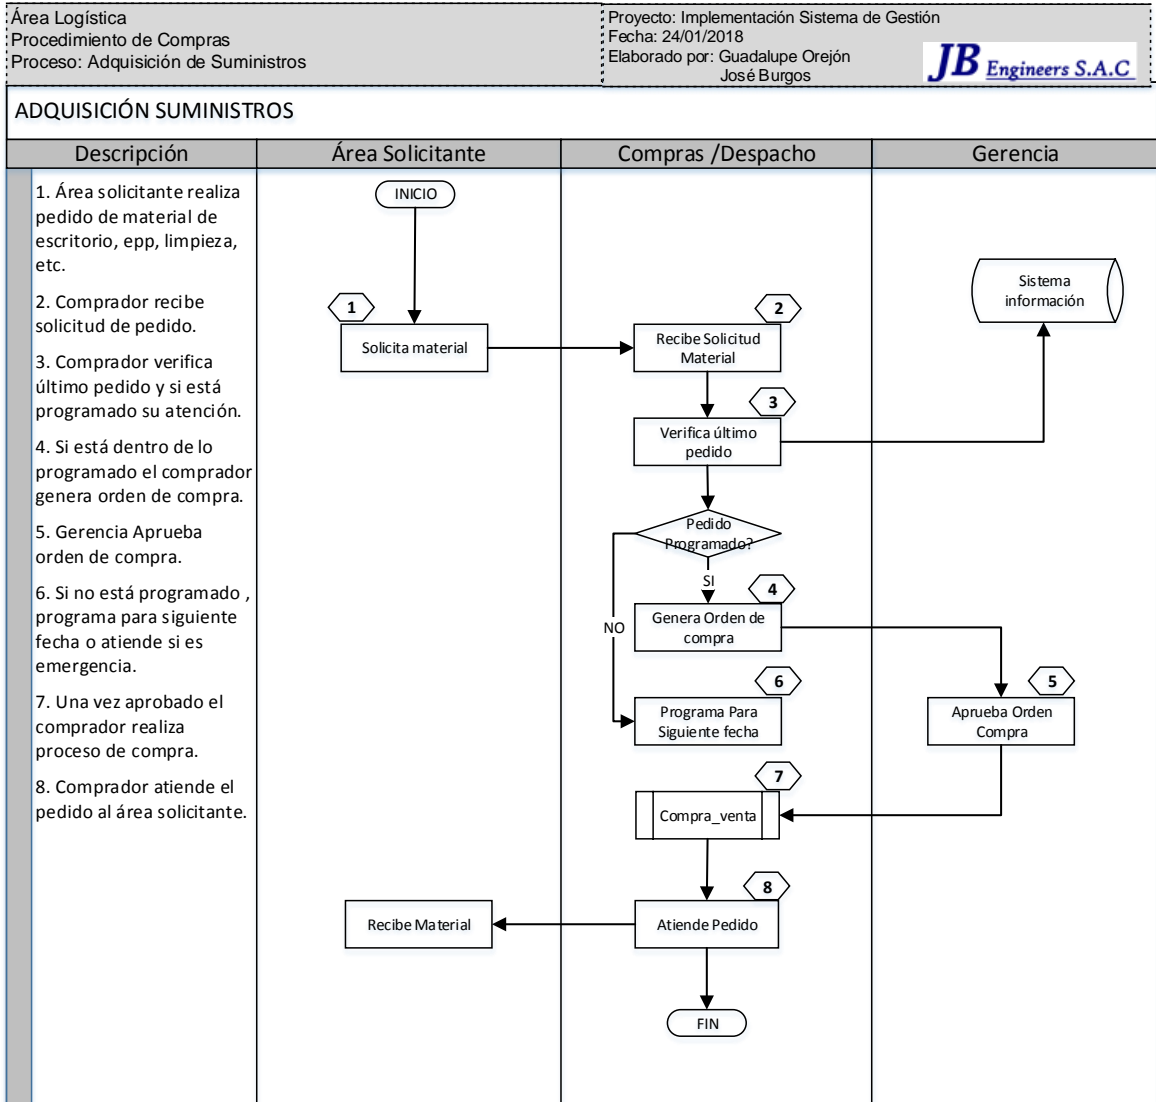 Área Logística
Procedimiento de Compras
Proceso: Adquisición de Suministros
Proyecto: Implementación Sistema de Gestión
Fecha: 24/01/2018
Elaborado por: Guadalupe Orejón
José Burgos
JB Engineers S.A.C
ADQUISICIÓN SUMINISTROS
Descripción
Área Solicitante
Compras /Despacho
Gerencia
1. Área solicitante realiza
pedido de material de
escritorio, epp, limpieza,
etc.
2. Comprador recibe
solicitud de pedido.
3. Comprador verifica
último pedido y si está
programado su atención.
4. Si está dentro de lo
programado el comprador
genera orden de compra.
5. Gerencia Aprueba
orden de compra.
6. Si no está programado ,
programa para siguiente
fecha o atiende si es
emergencia.
7. Una vez aprobado el
comprador realiza
proceso de compra.
8. Comprador atiende el
pedido al área solicitante.
INICIO
1
Solicita material
2
Recibe Solicitud
Material
3
Verifica último
pedido
Sistema
información
Pedido
Programado?
SI
NO
4
Genera Orden de
compra
5
Aprueba Orden
Compra
6
Programa Para
Siguiente fecha
7
Compra_venta
8
Atiende Pedido
Recibe Material
FIN